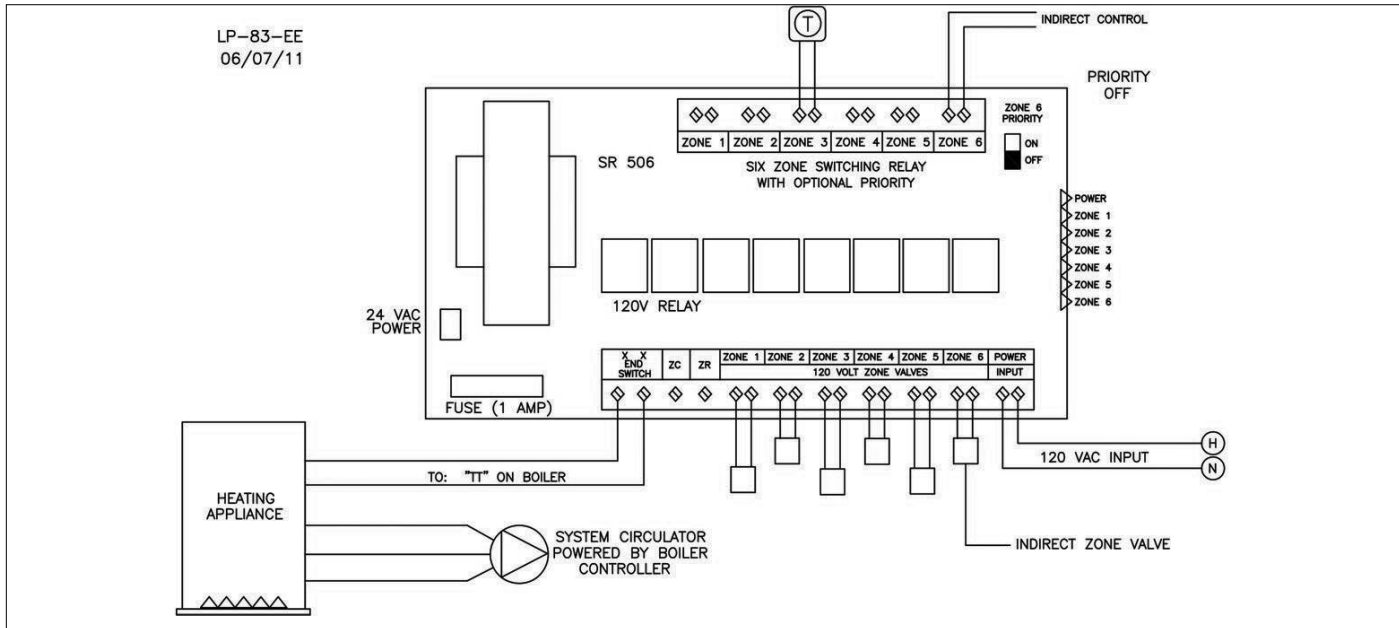 LP-83-EE
06/07/11
T
INDIRECT CONTROL
PRIORITY
OFF
ZONE 1 ZONE 2 ZONE 3 ZONE 4 ZONE 5 ZONE 6
ZONE 6
PRIORITY
ON
OFF
SR 506
SIX ZONE SWITCHING RELAY
WITH OPTIONAL PRIORITY
POWER
ZONE 1
ZONE 2
ZONE 3
ZONE 4
ZONE 5
ZONE 6
120V RELAY
24 VAC
POWER
FUSE (1 AMP)
X X
END
SWITCH
ZC
ZR
ZONE 1 ZONE 2 ZONE 3 ZONE 4 ZONE 5 ZONE 6
120 VOLT ZONE VALVES
POWER
INPUT
H
120 VAC INPUT
N
TO: "TT" ON BOILER
HEATING
APPLIANCE
SYSTEM CIRCULATOR
POWERED BY BOILER
CONTROLLER
INDIRECT ZONE VALVE